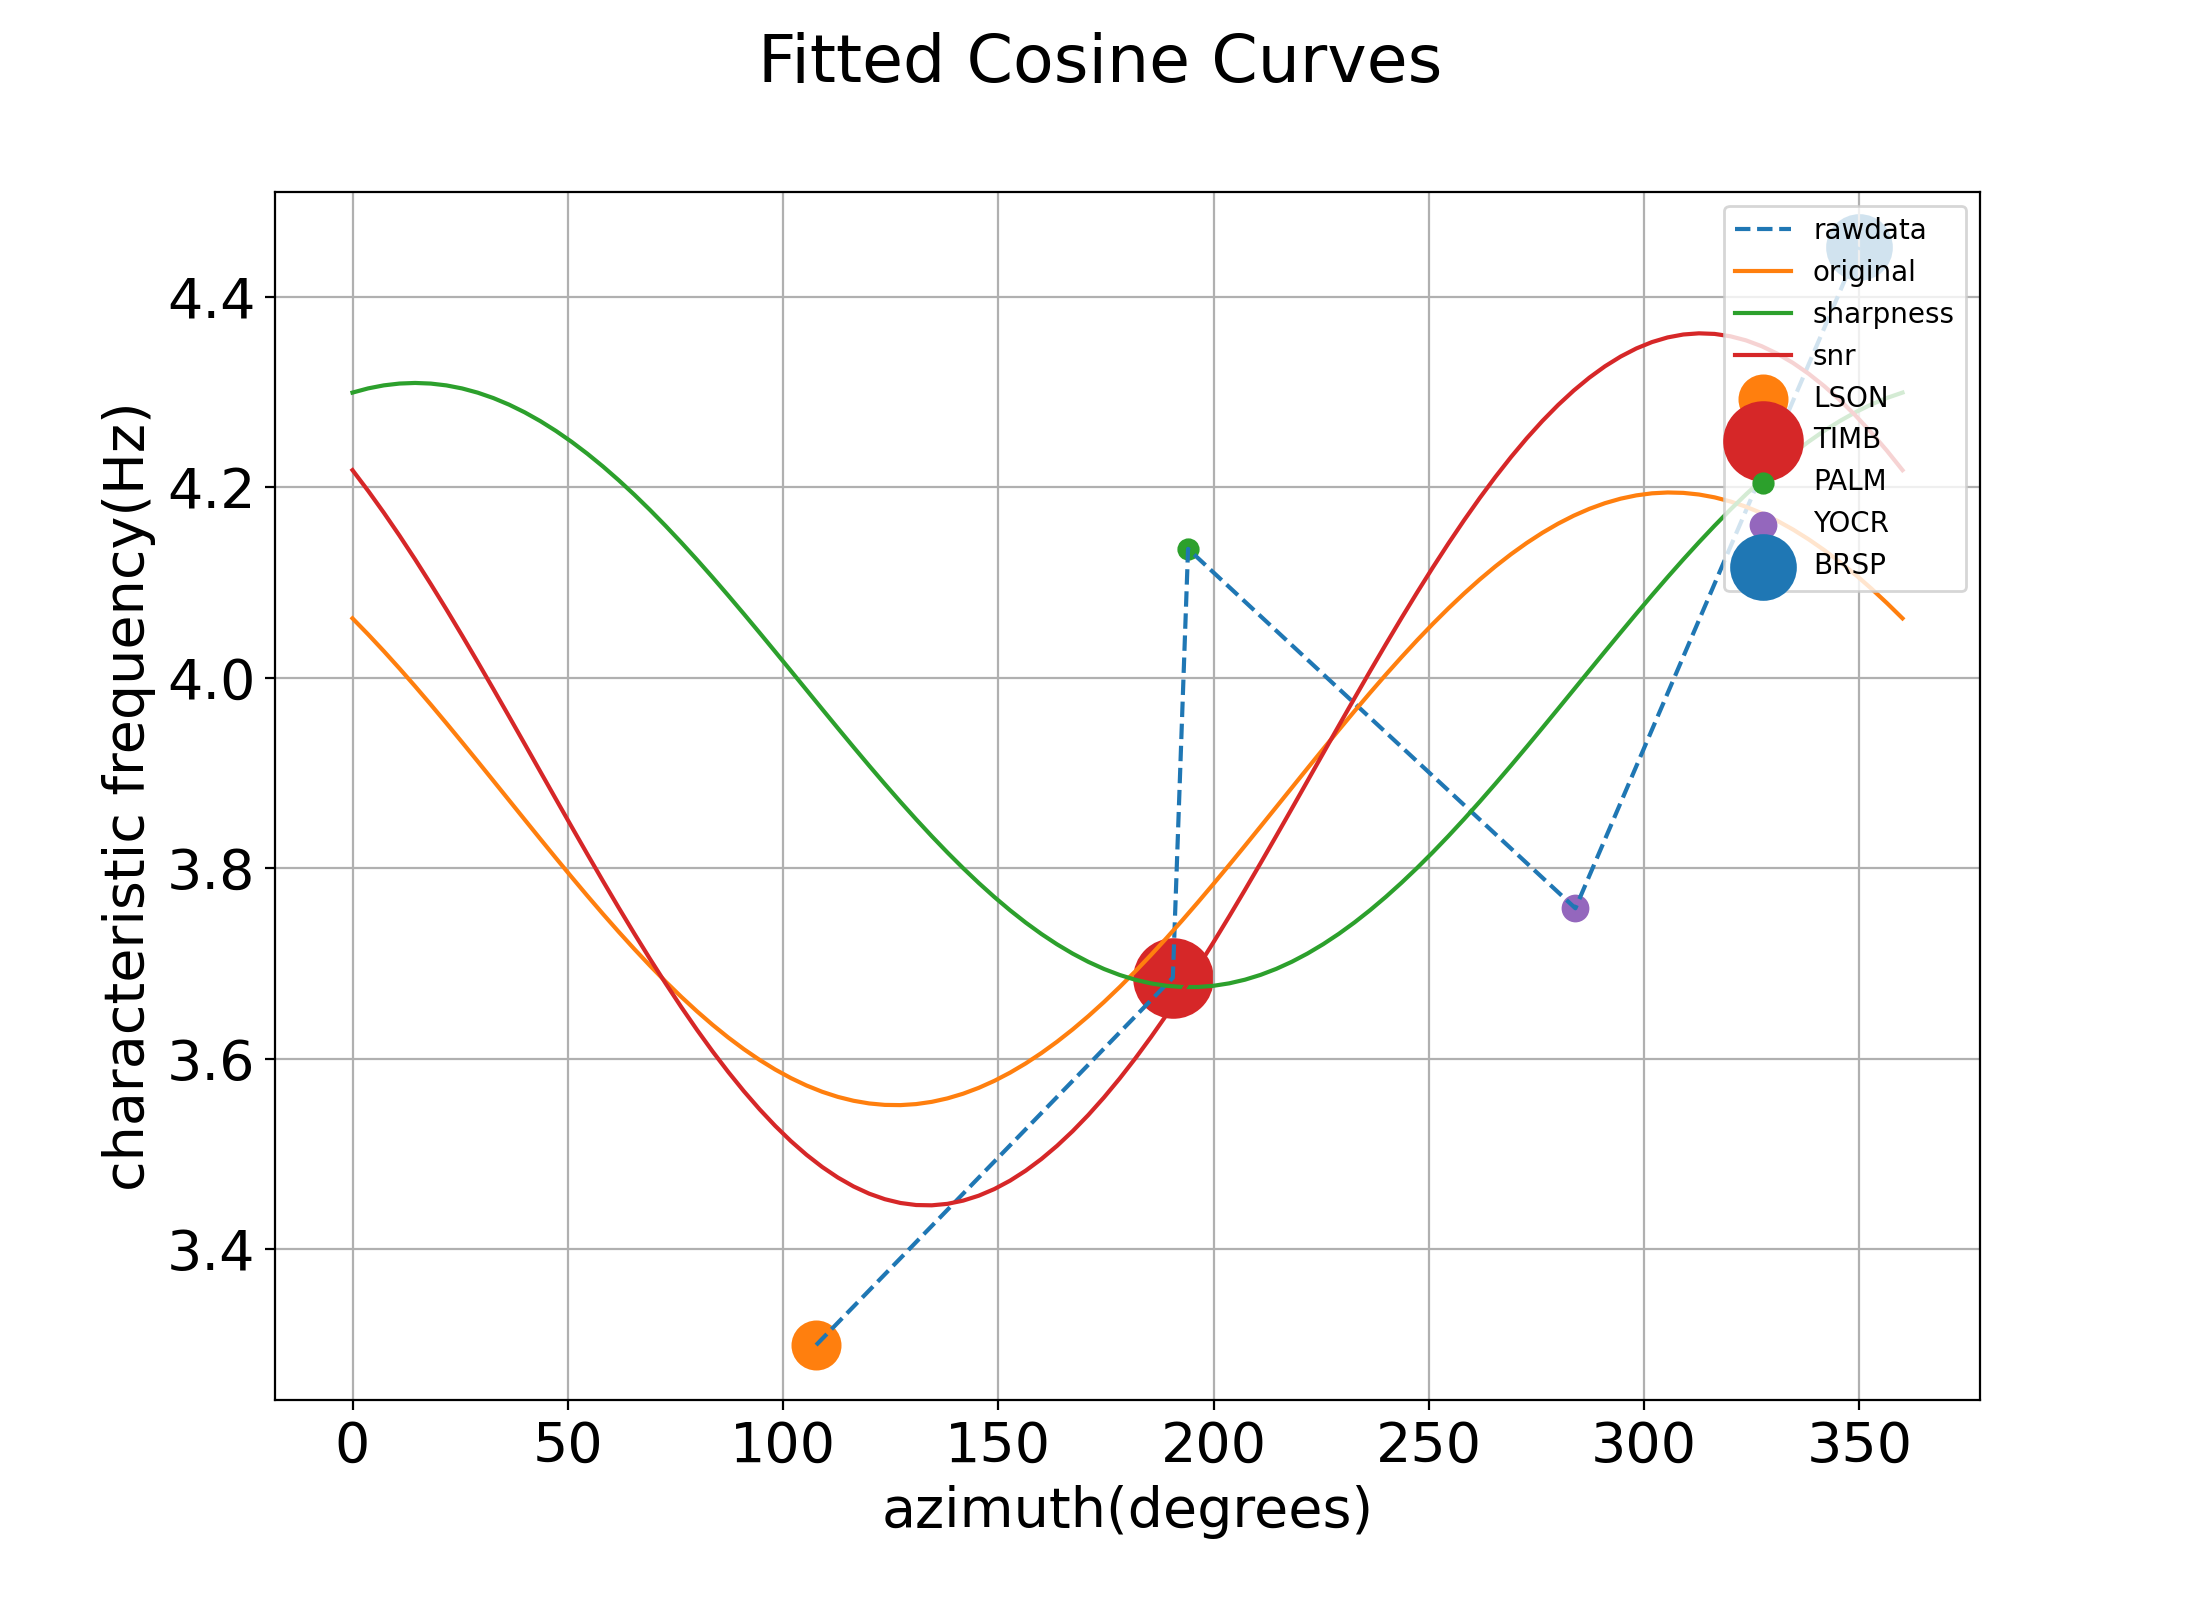 Fitted Cosine Curves
rawdata
original
sharpness
snr
LSON
TIMB
PALM
YOCR
BRSP
characteristic frequency(Hz)
4.4
4.2
4.0
3.8
3.6
3.4
0 50 100 150 200 250 300 350
azimuth(degrees)